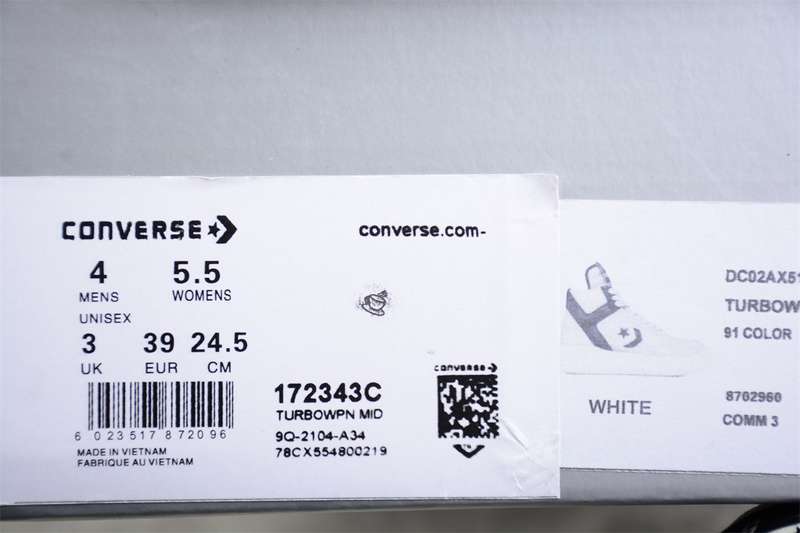 CONVERSE
converse.com-
4 5.5
MENS WOMENS
UNISEX
3 39 24.5
UK EUR CM
6 023517 872096
MADE IN VIETNAM
FABRIQUE AU VIETNAM
172343C
TURBOWPN MID
9Q-2104-A34
78CX554800219
CONVERSE
WHITE
DC02AX51
TURBOW
91 COLOR
8702960
COMM 3